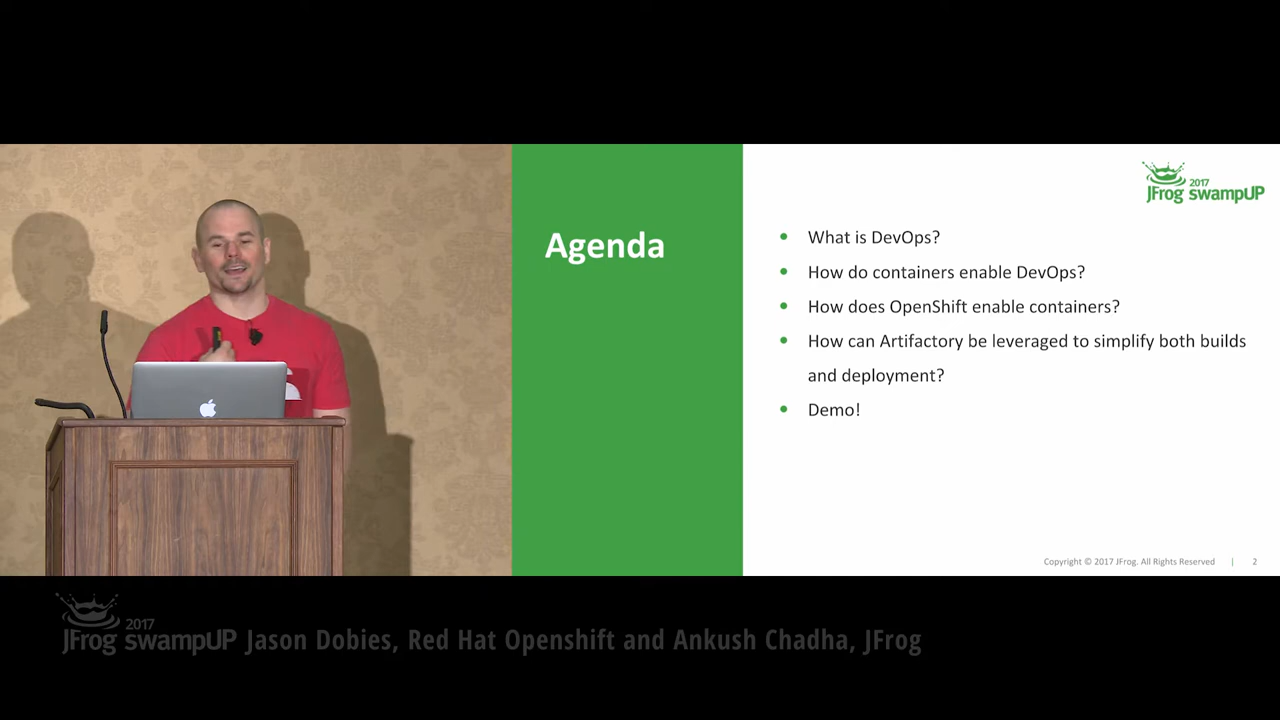 2017
JFrog swampUP
Agenda
What is DevOps?
How do containers enable DevOps?
How does OpenShift enable containers?
How can Artifactory be leveraged to simplify both builds
and deployment?
Demo!
Copyright © 2017 JFrog. All Rights Reserved | 2
2017
JFrog swampUP Jason Dobies, Red Hat Openshift and Ankush Chadha, JFrog